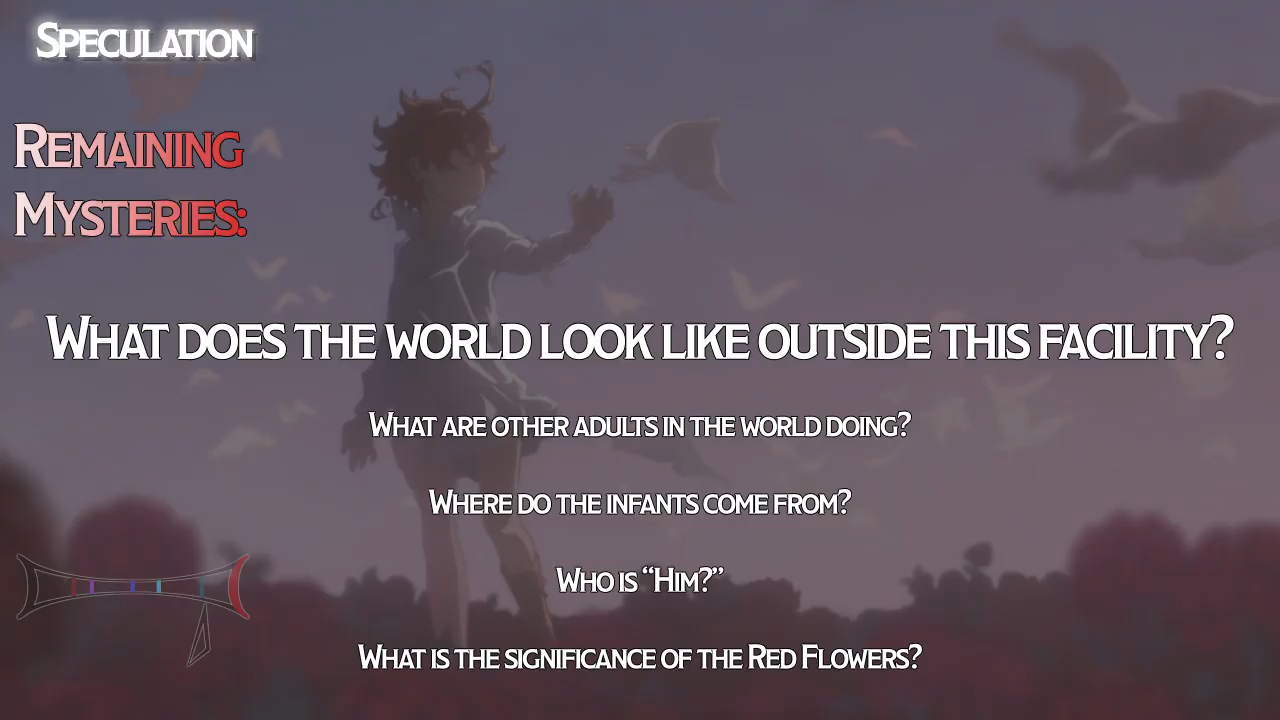 Speculation
Remaining
Mysteries:
What does the world look like outside this facility?
What are other adults in the world doing?
Where do the infants come from?
Who is “Him?”
What is the significance of the Red Flowers?